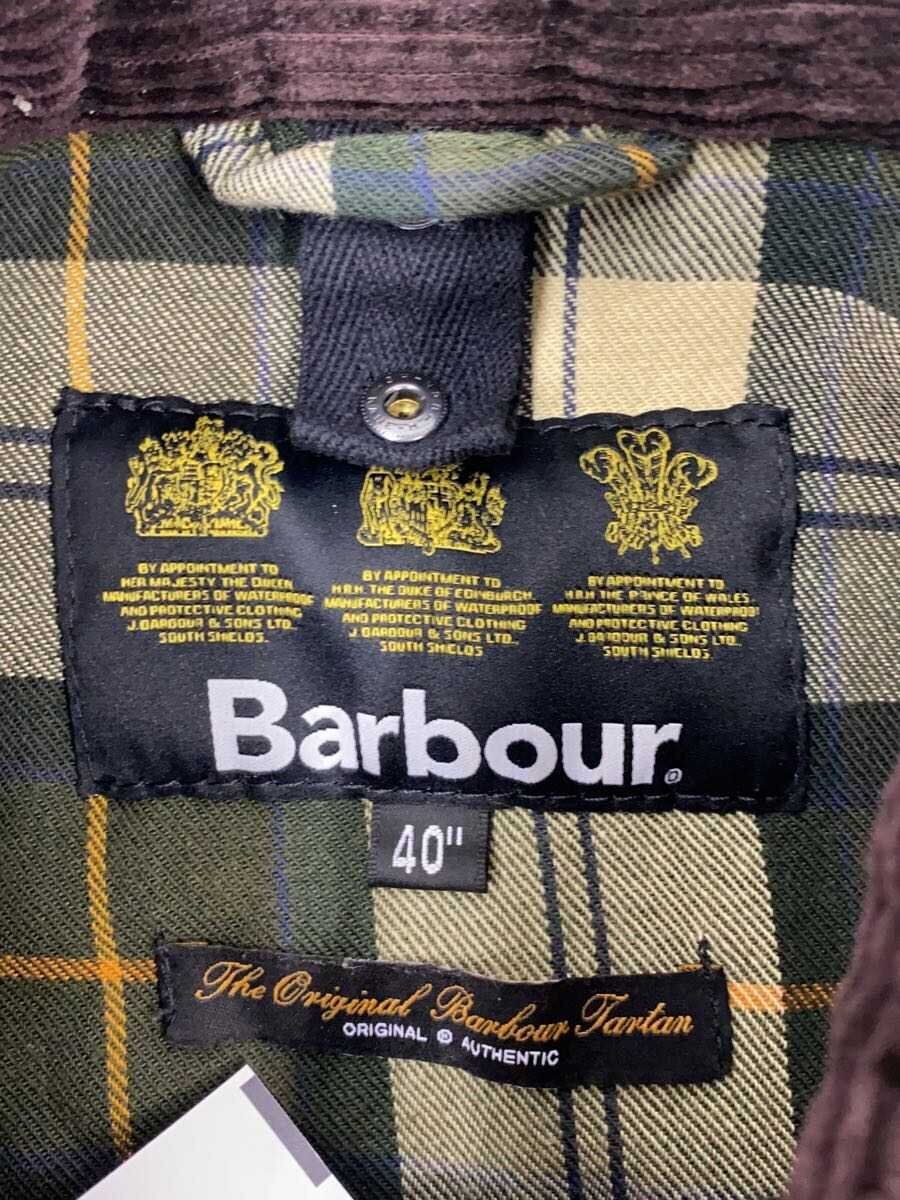 BY APPOINTMENT TO
HER MAJESTY THE QUEEN
MANUFACTURERS OF WATERPROOF
AND PROTECTIVE CLOTHING
J. BARBOUR & SONS LTD.
SOUTH SHIELDS
BY APPOINTMENT TO
H.R.H. THE DUKE OF EDINBURGH
MANUFACTURERS OF WATERPROOF
AND PROTECTIVE CLOTHING
J. BARBOUR & SONS LTD.
SOUTH SHIELDS
BY APPOINTMENT TO
H.R.H. THE PRINCE OF WALES.
MANUFACTURERS OF WATERPROOF
AND PROTECTIVE CLOTHING
J. BARBOUR & SONS LTD.
SOUTH SHIELDS.
Barbour®
40"
The Original Barbour Tartan
ORIGINAL ® AUTHENTIC